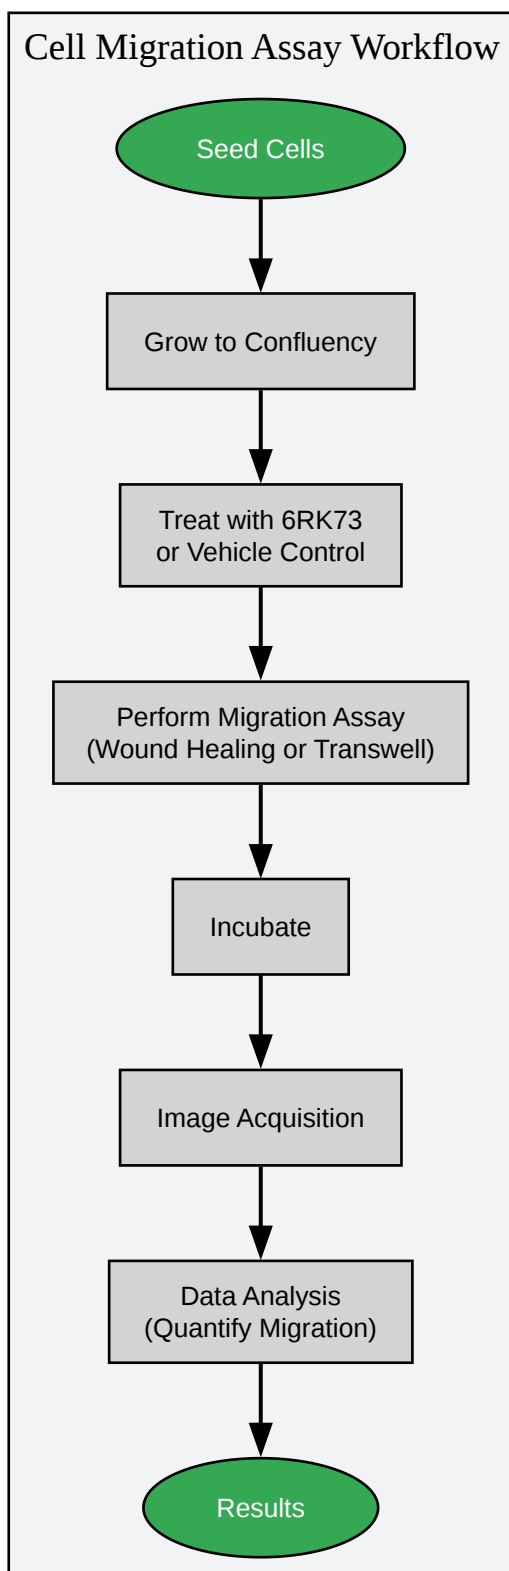 Cell Migration Assay Workflow
Seed Cells
Grow to Confluency
Treat with 6RK73
or Vehicle Control
Perform Migration Assay
(Wound Healing or Transwell)
Incubate
Image Acquisition
Data Analysis
(Quantify Migration)
Results